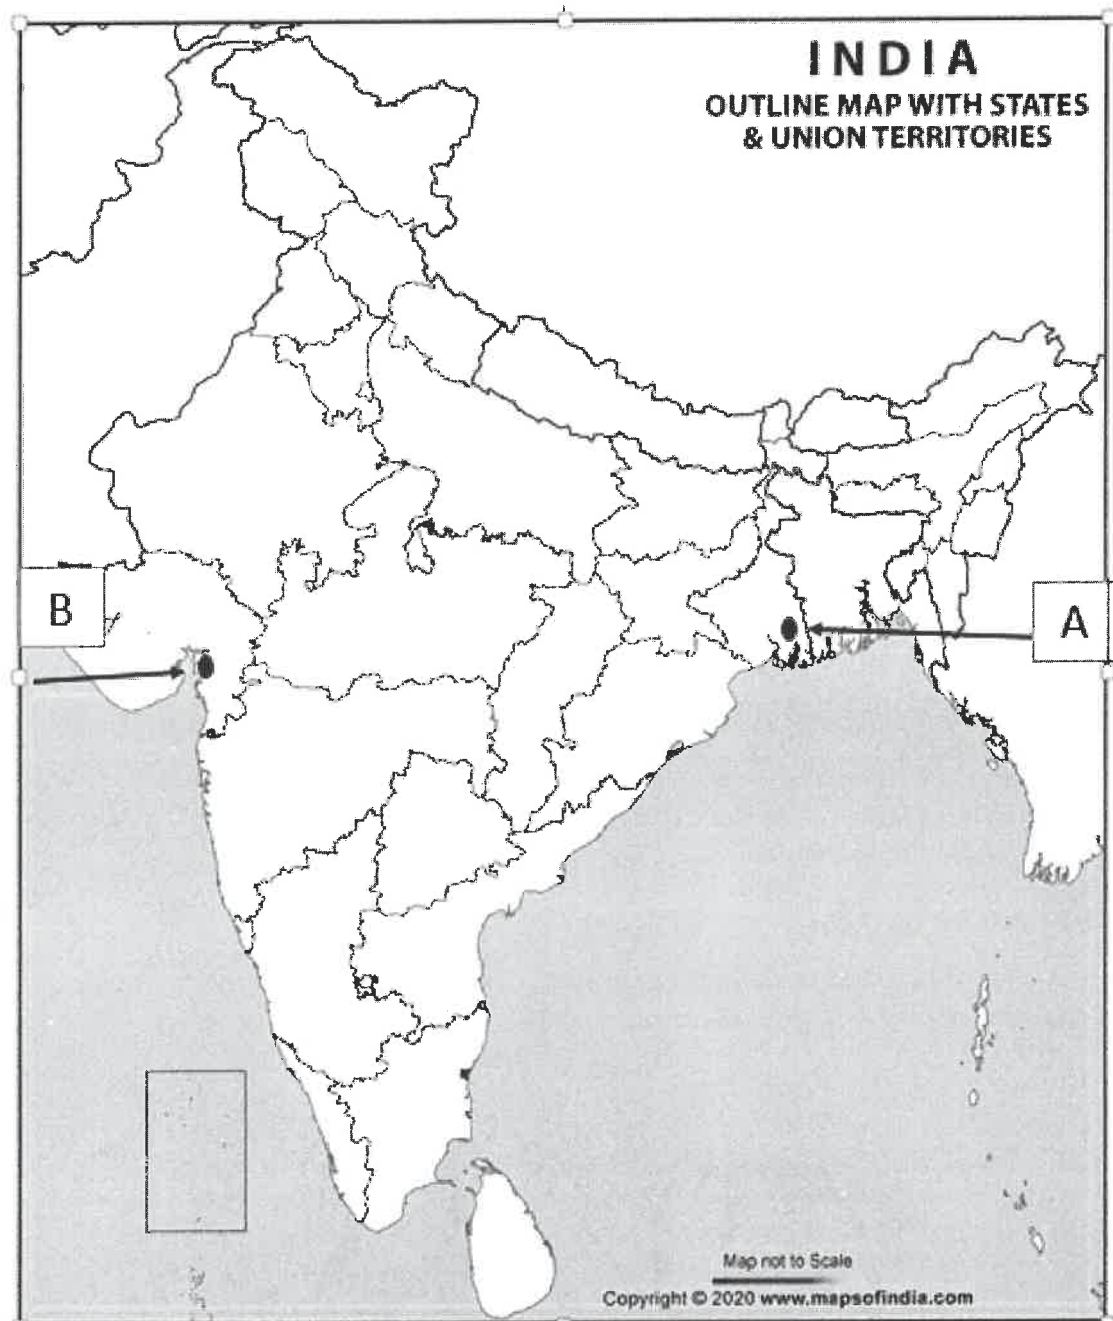 INDIA
OUTLINE MAP WITH STATES
& UNION TERRITORIES
B
A
Map not to Scale
Copyright © 2020 www.mapsofindia.com